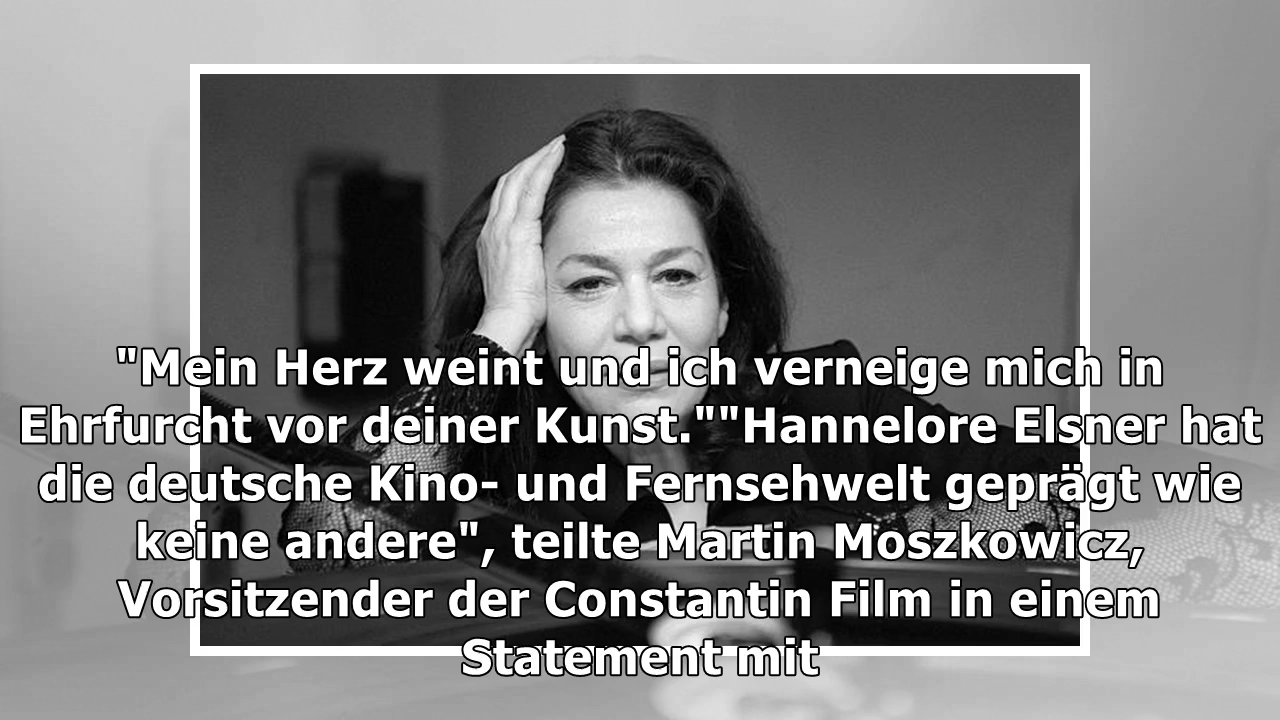 "Mein Herz weint und ich verneige mich in
Ehrfurcht vor deiner Kunst.""Hannelore Elsner hat
die deutsche Kino- und Fernsehwelt geprägt wie
keine andere", teilte Martin Moszkowicz,
Vorsitzender der Constantin Film in einem
Statement mit